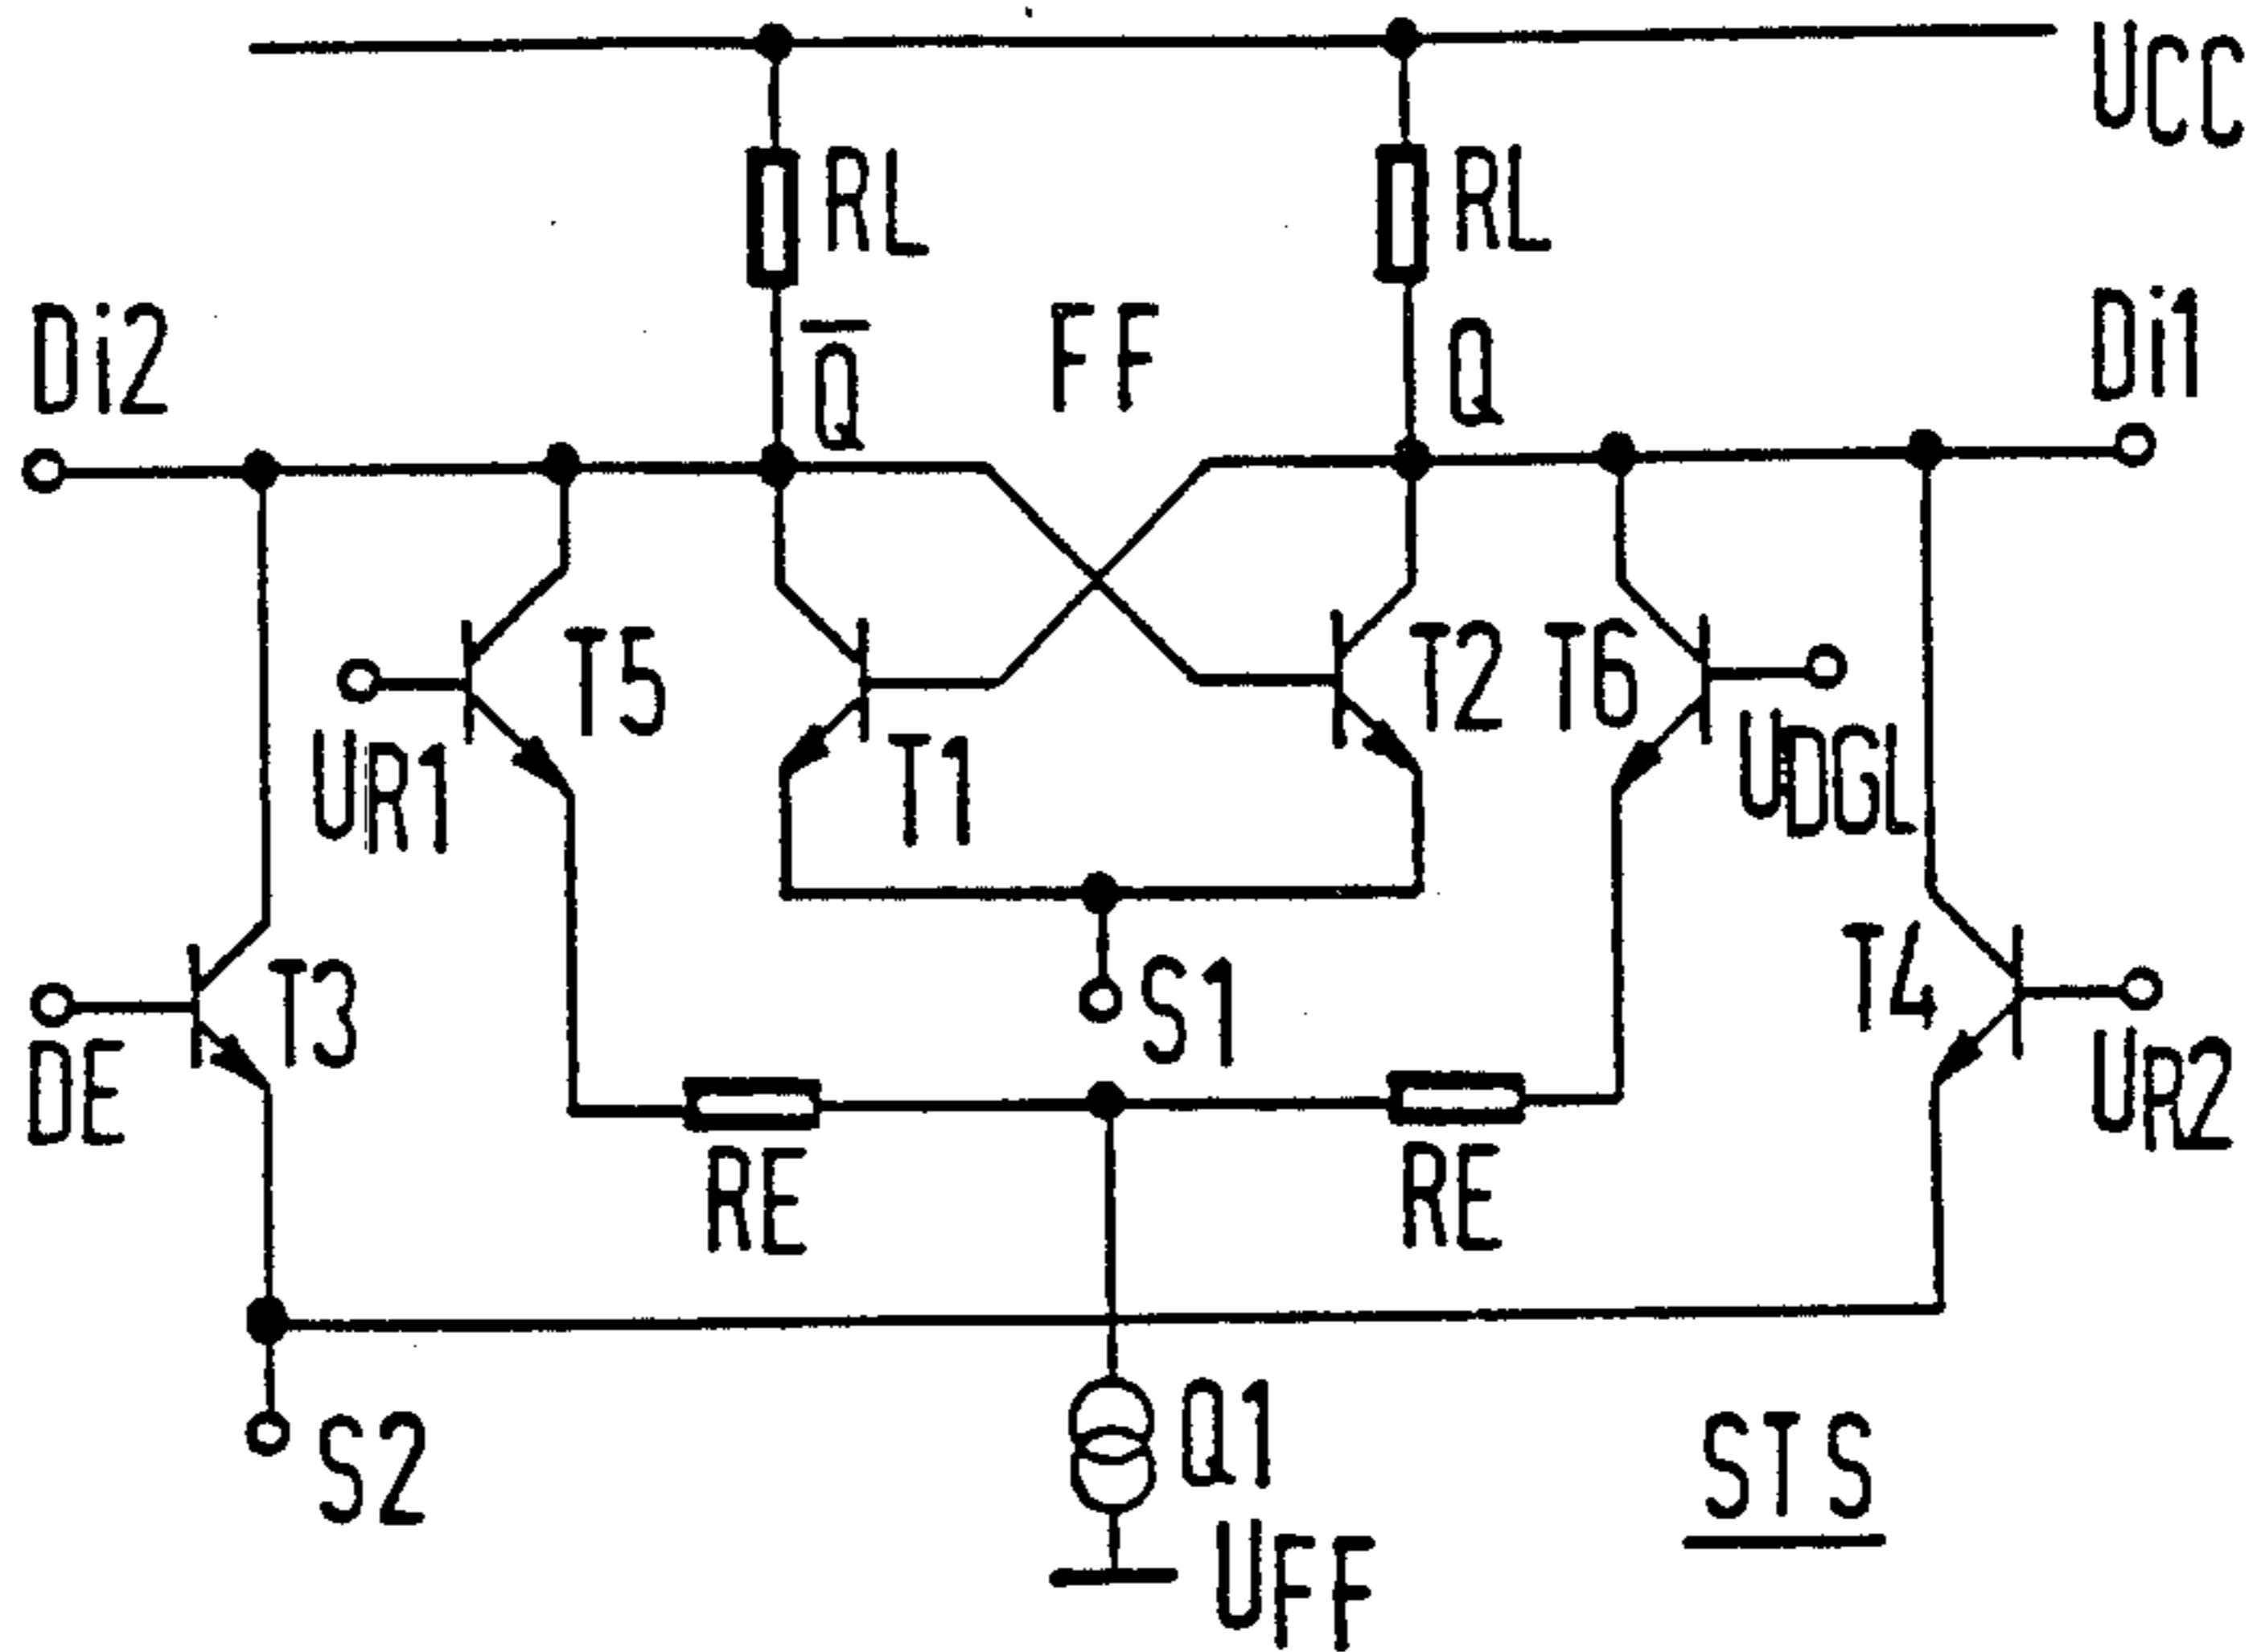 UCC
RL
RL
Di2
FF
Di1
Q̅
Q
T5
T2
T6
UR1
T1
UDGL
T3
S1
T4
DE
UR2
RE
RE
S2
Q1
STS
UFF